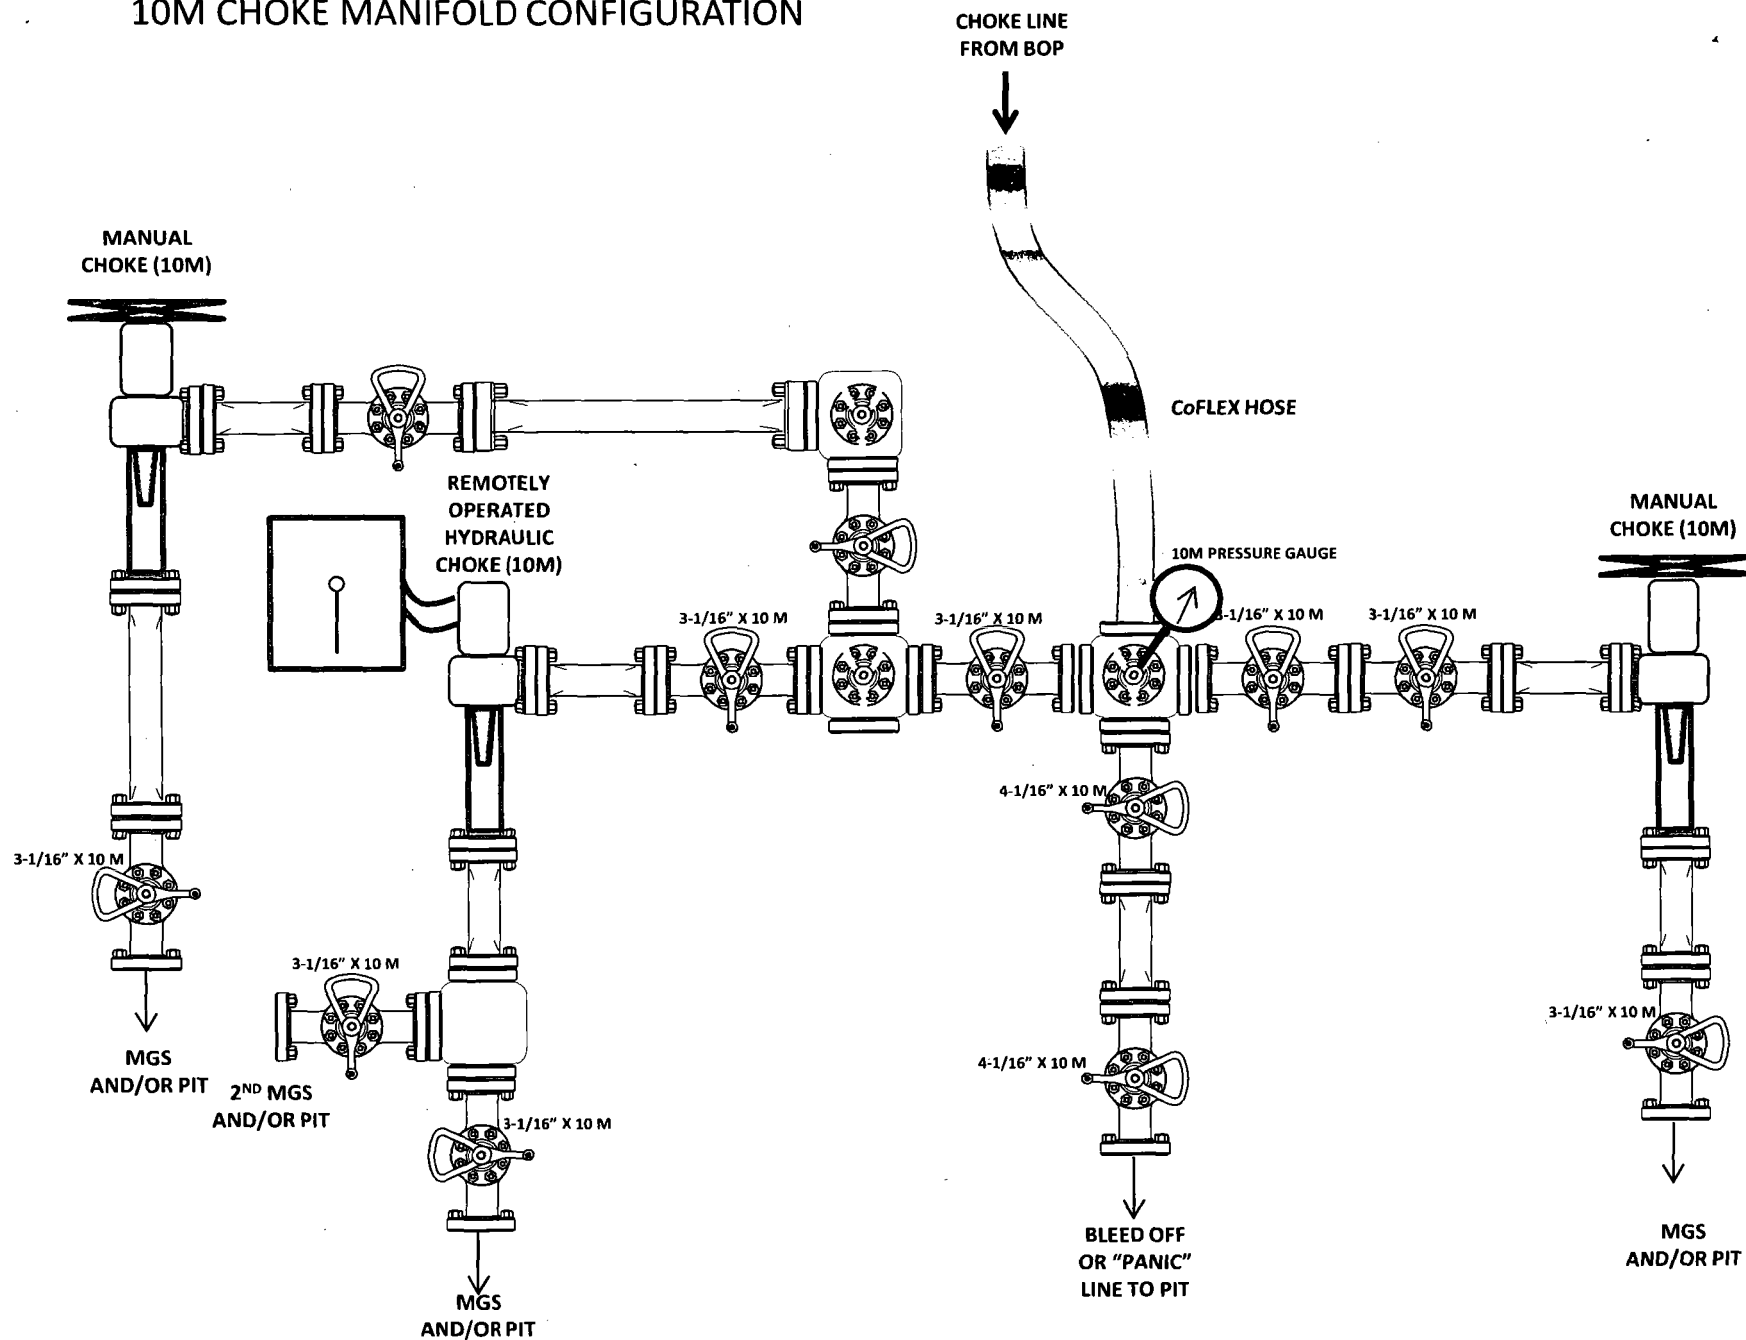 10M CHOKE MANIFOLD CONFIGURATION
CHOKE LINE
FROM BOP
MANUAL
CHOKE (10M)
CoFLEX HOSE
REMOTELY
OPERATED
HYDRAULIC
CHOKE (10M)
MANUAL
CHOKE (10M)
10M PRESSURE GAUGE
3-1/16" X 10 M
3-1/16" X 10 M
3-1/16" X 10 M
3-1/16" X 10 M
4-1/16" X 10 M
3-1/16" X 10 M
3-1/16" X 10 M
3-1/16" X 10 M
4-1/16" X 10 M
MGS
AND/OR PIT
2ND MGS
AND/OR PIT
3-1/16" X 10 M
BLEED OFF
OR "PANIC"
LINE TO PIT
MGS
AND/OR PIT
MGS
AND/OR PIT